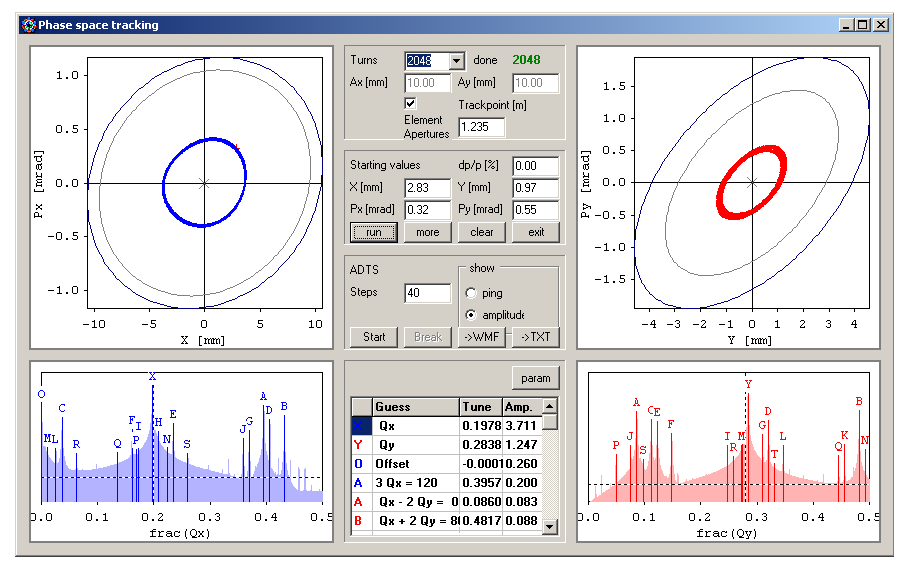 Phase space tracking
1.0
0.5
0.0
-0.5
-1.0
Px [mrad]
-10 -5 0 5 10
X [mm]
Turns 2048 done 2048
Ax [mm] 10.00 Ay [mm] 10.00
Element Apertures
Trackpoint [m]
1.235
Starting values dp/p [%] 0.00
X [mm] 2.83 Y [mm] 0.97
Px [mrad] 0.32 Py [mrad] 0.55
run more clear exit
ADTS
Steps 40
show
ping
amplitude
Start Break ->WMF ->TXT
1.5
1.0
0.5
0.0
-0.5
-1.0
-1.5
Py [mrad]
-4 -3 -2 -1 0 1 2 3 4
Y [mm]
O M L C R Q F I P X H N E S J G A D B
0.0 0.1 0.2 0.3 0.4 0.5
frac(Qx)
param
Guess Tune Amp.
X Qx 0.1978 3.711
Y Qy 0.2838 1.247
O Offset -0.0001 0.260
A 3 Qx = 120 0.3957 0.200
A Qx - 2 Qy = 0 0.0860 0.083
B Qx + 2 Qy = 80 0.4817 0.088
P J A S C E F I R M Y G D T L Q K B N
0.0 0.1 0.2 0.3 0.4 0.5
frac(Qy)